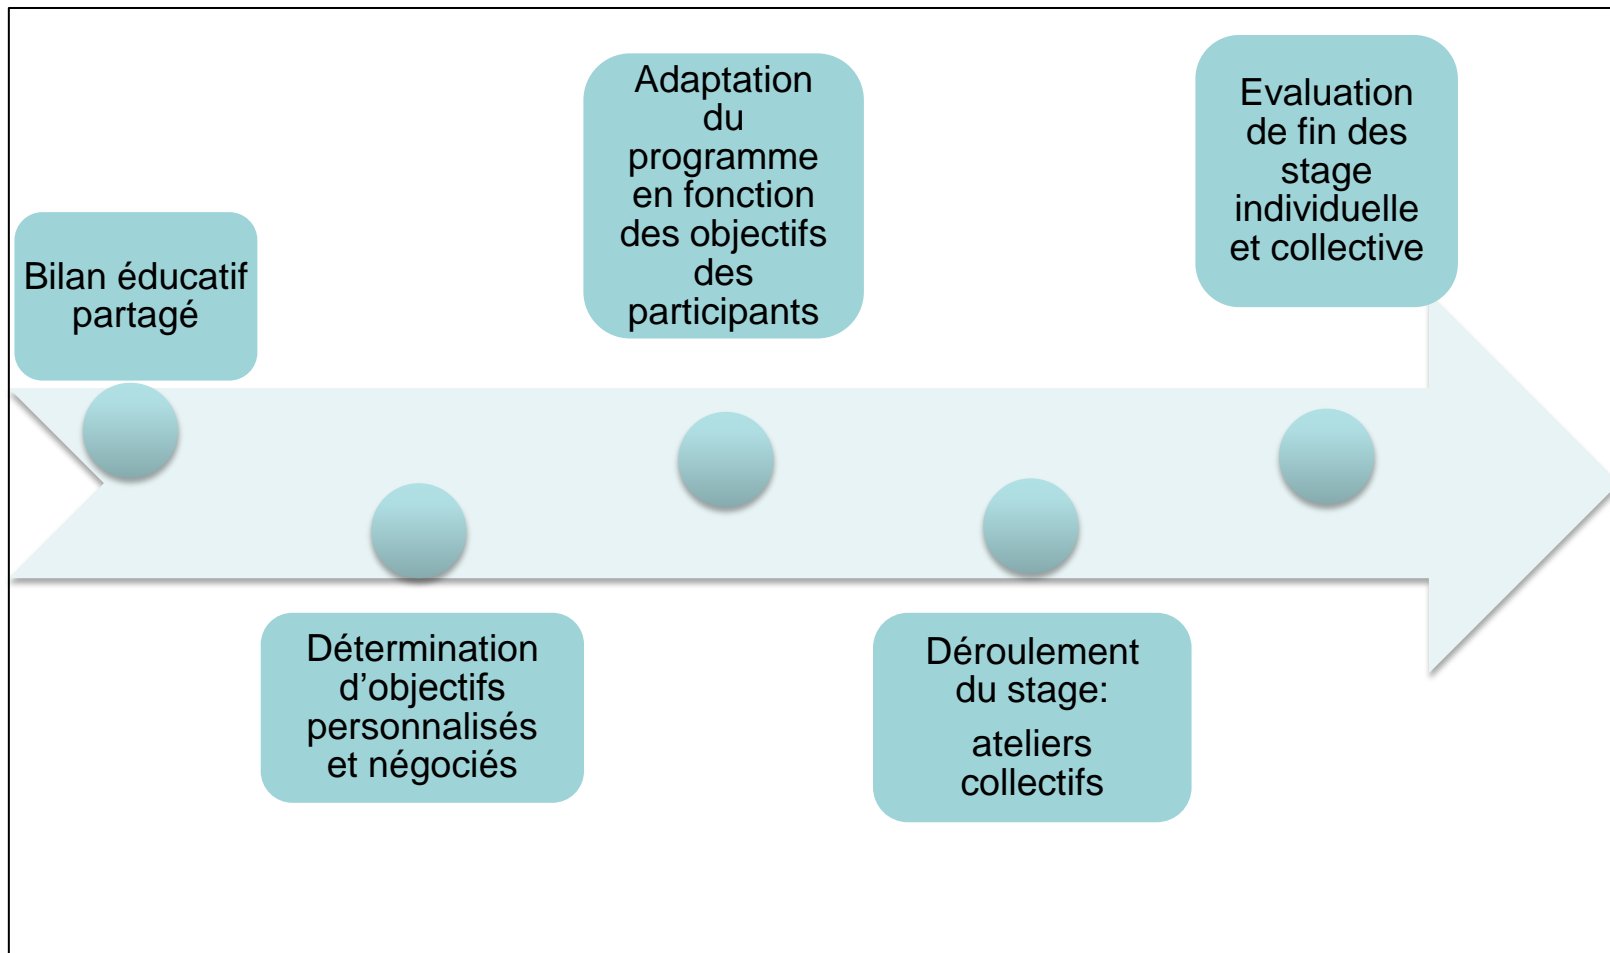 Bilan éducatif
partagé
Détermination
d’objectifs
personnalisés
et négociés
Adaptation
du
programme
en fonction
des objectifs
des
participants
Déroulement
du stage:
ateliers
collectifs
Evaluation
de fin des
stage
individuelle
et collective